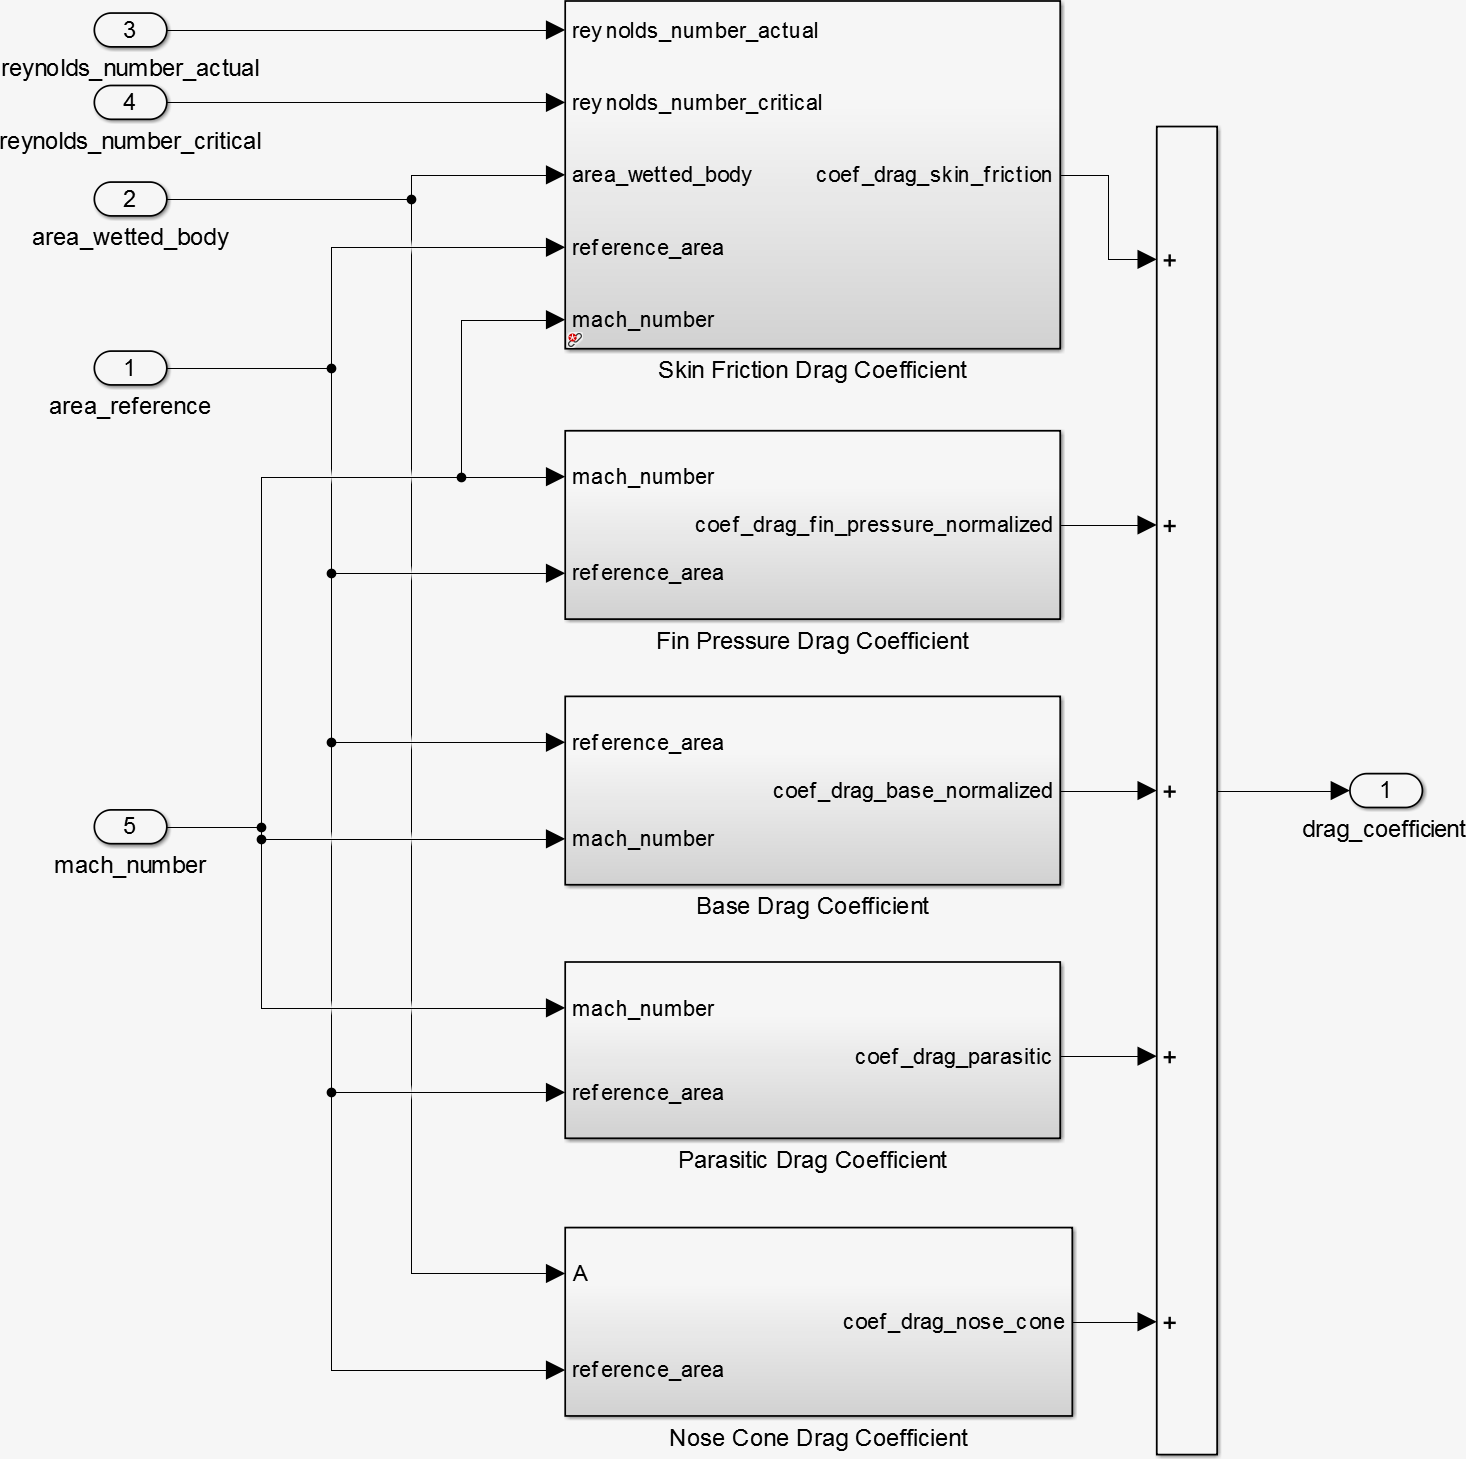 3
reynolds_number_actual
4
reynolds_number_critical
2
area_wetted_body
1
area_reference
5
mach_number
reynolds_number_actual
reynolds_number_critical
area_wetted_body
coef_drag_skin_friction
reference_area
mach_number
Skin Friction Drag Coefficient
mach_number
coef_drag_fin_pressure_normalized
reference_area
Fin Pressure Drag Coefficient
reference_area
coef_drag_base_normalized
mach_number
Base Drag Coefficient
mach_number
coef_drag_parasitic
reference_area
Parasitic Drag Coefficient
A
coef_drag_nose_cone
reference_area
Nose Cone Drag Coefficient
+
+
+
+
+
1
drag_coefficient